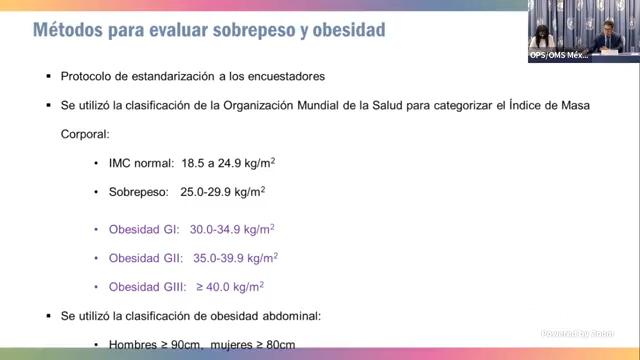 Métodos para evaluar sobrepeso y obesidad
OPS/OMS Méx...
▪ Protocolo de estandarización a los encuestadores
▪ Se utilizó la clasificación de la Organización Mundial de la Salud para categorizar el Índice de Masa
Corporal:
• IMC normal: 18.5 a 24.9 kg/m²
• Sobrepeso: 25.0-29.9 kg/m²
• Obesidad GI: 30.0-34.9 kg/m²
• Obesidad GII: 35.0-39.9 kg/m²
• Obesidad GIII: ≥ 40.0 kg/m²
▪ Se utilizó la clasificación de obesidad abdominal:
Powered by Zoom
• Hombres ≥ 90cm, mujeres ≥ 80cm